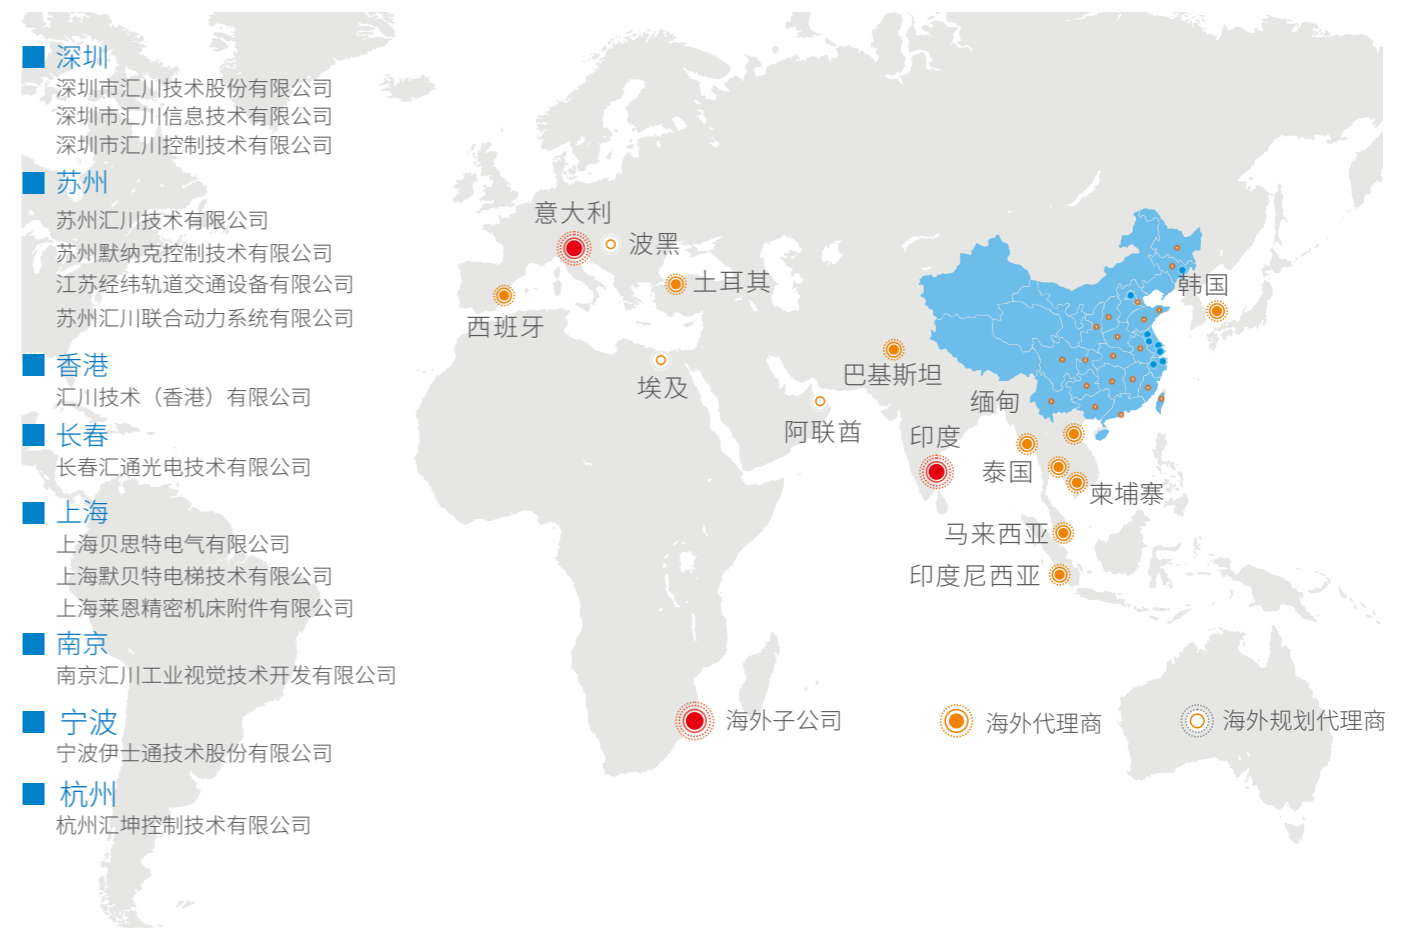 深圳
深圳市汇川技术股份有限公司
深圳市汇川信息技术有限公司
深圳市汇川控制技术有限公司
苏州
苏州汇川技术有限公司
苏州默纳克控制技术有限公司
江苏经纬轨道交通设备有限公司
苏州汇川联合动力系统有限公司
香港
汇川技术（香港）有限公司
长春
长春汇通光电技术有限公司
上海
上海贝思特电气有限公司
上海默贝特电梯技术有限公司
上海莱恩精密机床附件有限公司
南京
南京汇川工业视觉技术开发有限公司
宁波
宁波伊士通技术股份有限公司
杭州
杭州汇坤控制技术有限公司
意大利
波黑
土耳其
西班牙
埃及
韩国
巴基斯坦
缅甸
阿联酋
印度
泰国
柬埔寨
马来西亚
印度尼西亚
海外子公司
海外代理商
海外规划代理商